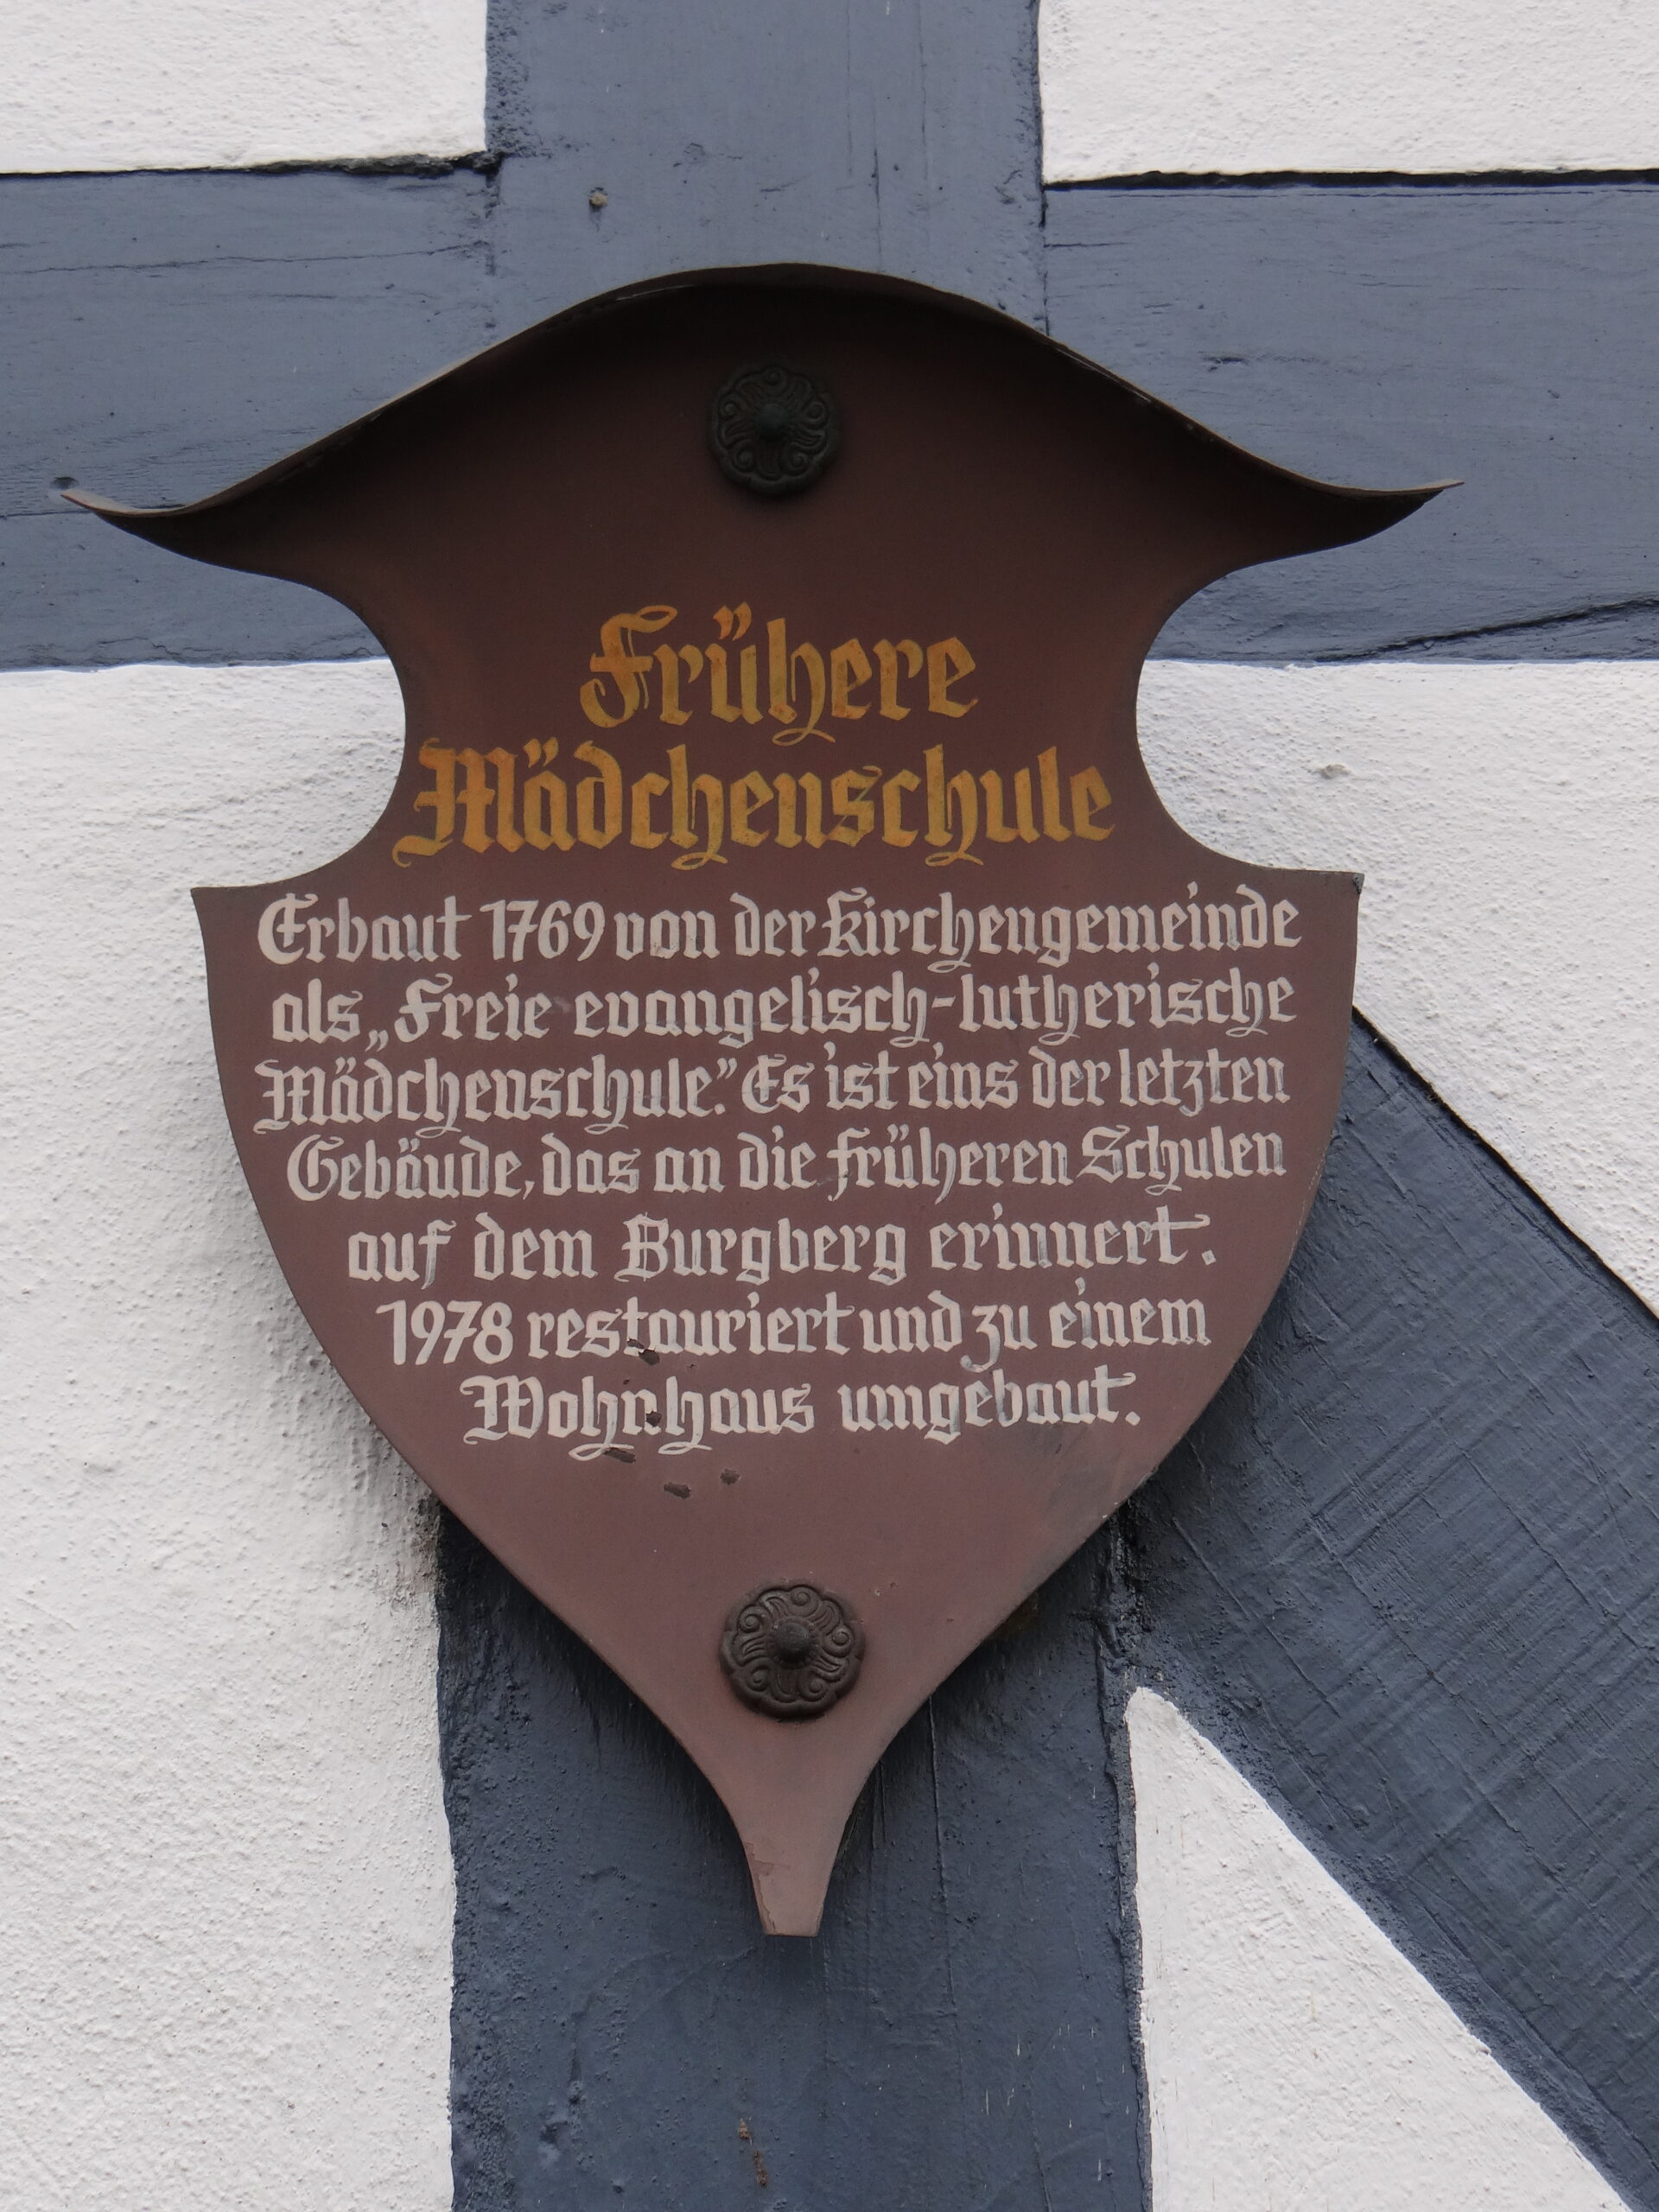 Frühere
Mädchenschule
Erbaut 1769 von der Kirchengemeinde
als „Freie evangelisch-lutherische
Mädchenschule”. Es ist eins der letzten
Gebäude, das an die früheren Schulen
auf dem Burgberg erinnert.
1978 restauriert und zu einem
Wohnhaus umgebaut.